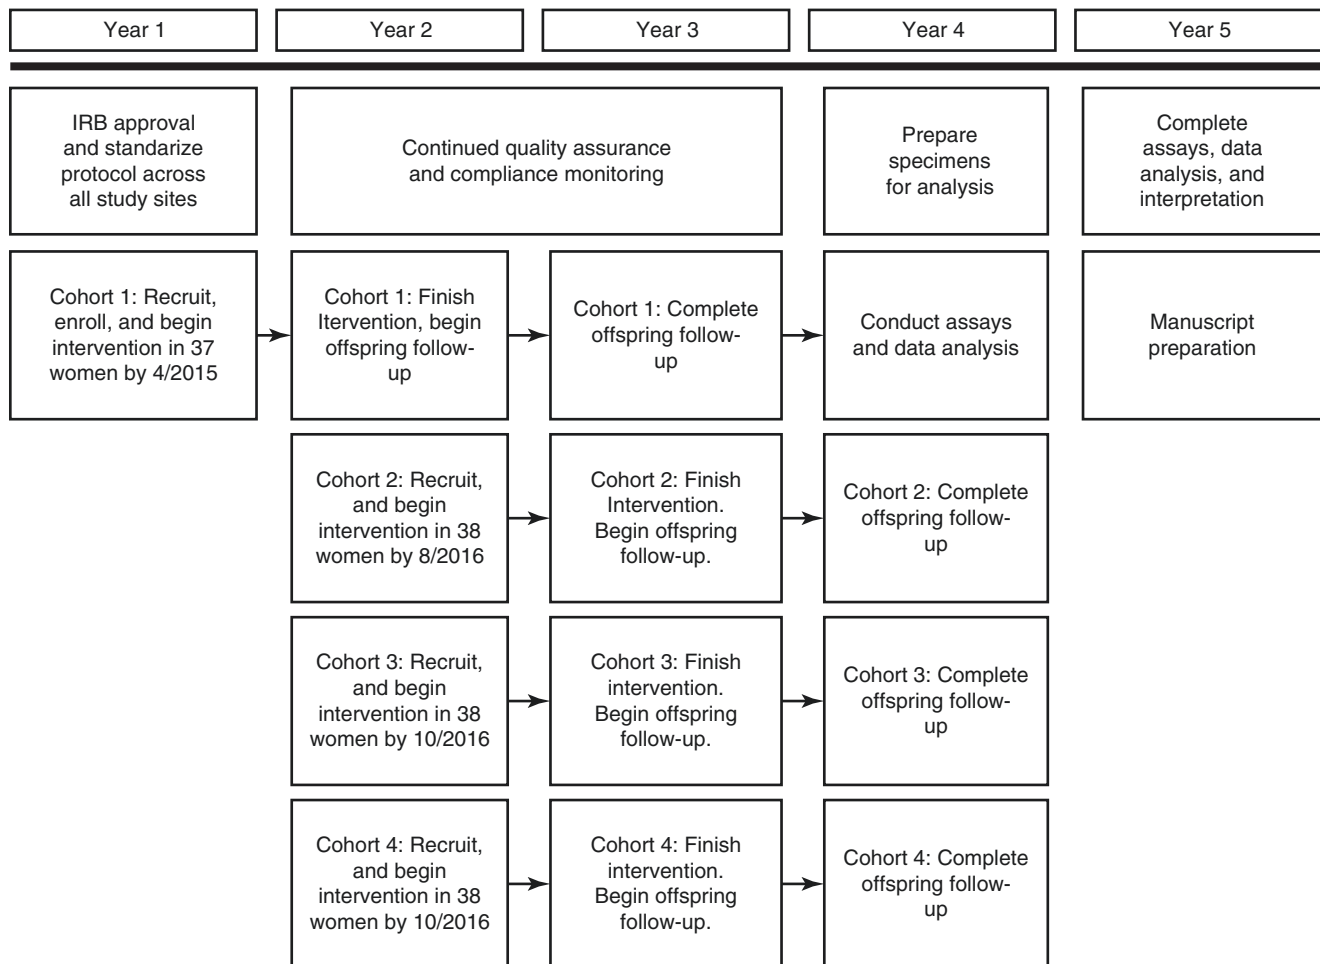 Year 1
Year 2
Year 3
Year 4
Year 5
IRB approval
and standarize
protocol across
all study sites
Continued quality assurance
and compliance monitoring
Prepare
specimens
for analysis
Complete
assays, data
analysis, and
interpretation
Cohort 1: Recruit,
enroll, and begin
intervention in 37
women by 4/2015
Cohort 1: Finish
Itervention, begin
offspring follow-
up
Cohort 1: Complete
offspring follow-
up
Conduct assays
and data analysis
Manuscript
preparation
Cohort 2: Recruit,
and begin
intervention in 38
women by 8/2016
Cohort 2: Finish
Intervention.
Begin offspring
follow-up.
Cohort 2: Complete
offspring follow-
up
Cohort 3: Recruit,
and begin
intervention in 38
women by 10/2016
Cohort 3: Finish
intervention.
Begin offspring
follow-up.
Cohort 3: Complete
offspring follow-
up
Cohort 4: Recruit,
and begin
intervention in 38
women by 10/2016
Cohort 4: Finish
intervention.
Begin offspring
follow-up.
Cohort 4: Complete
offspring follow-
up